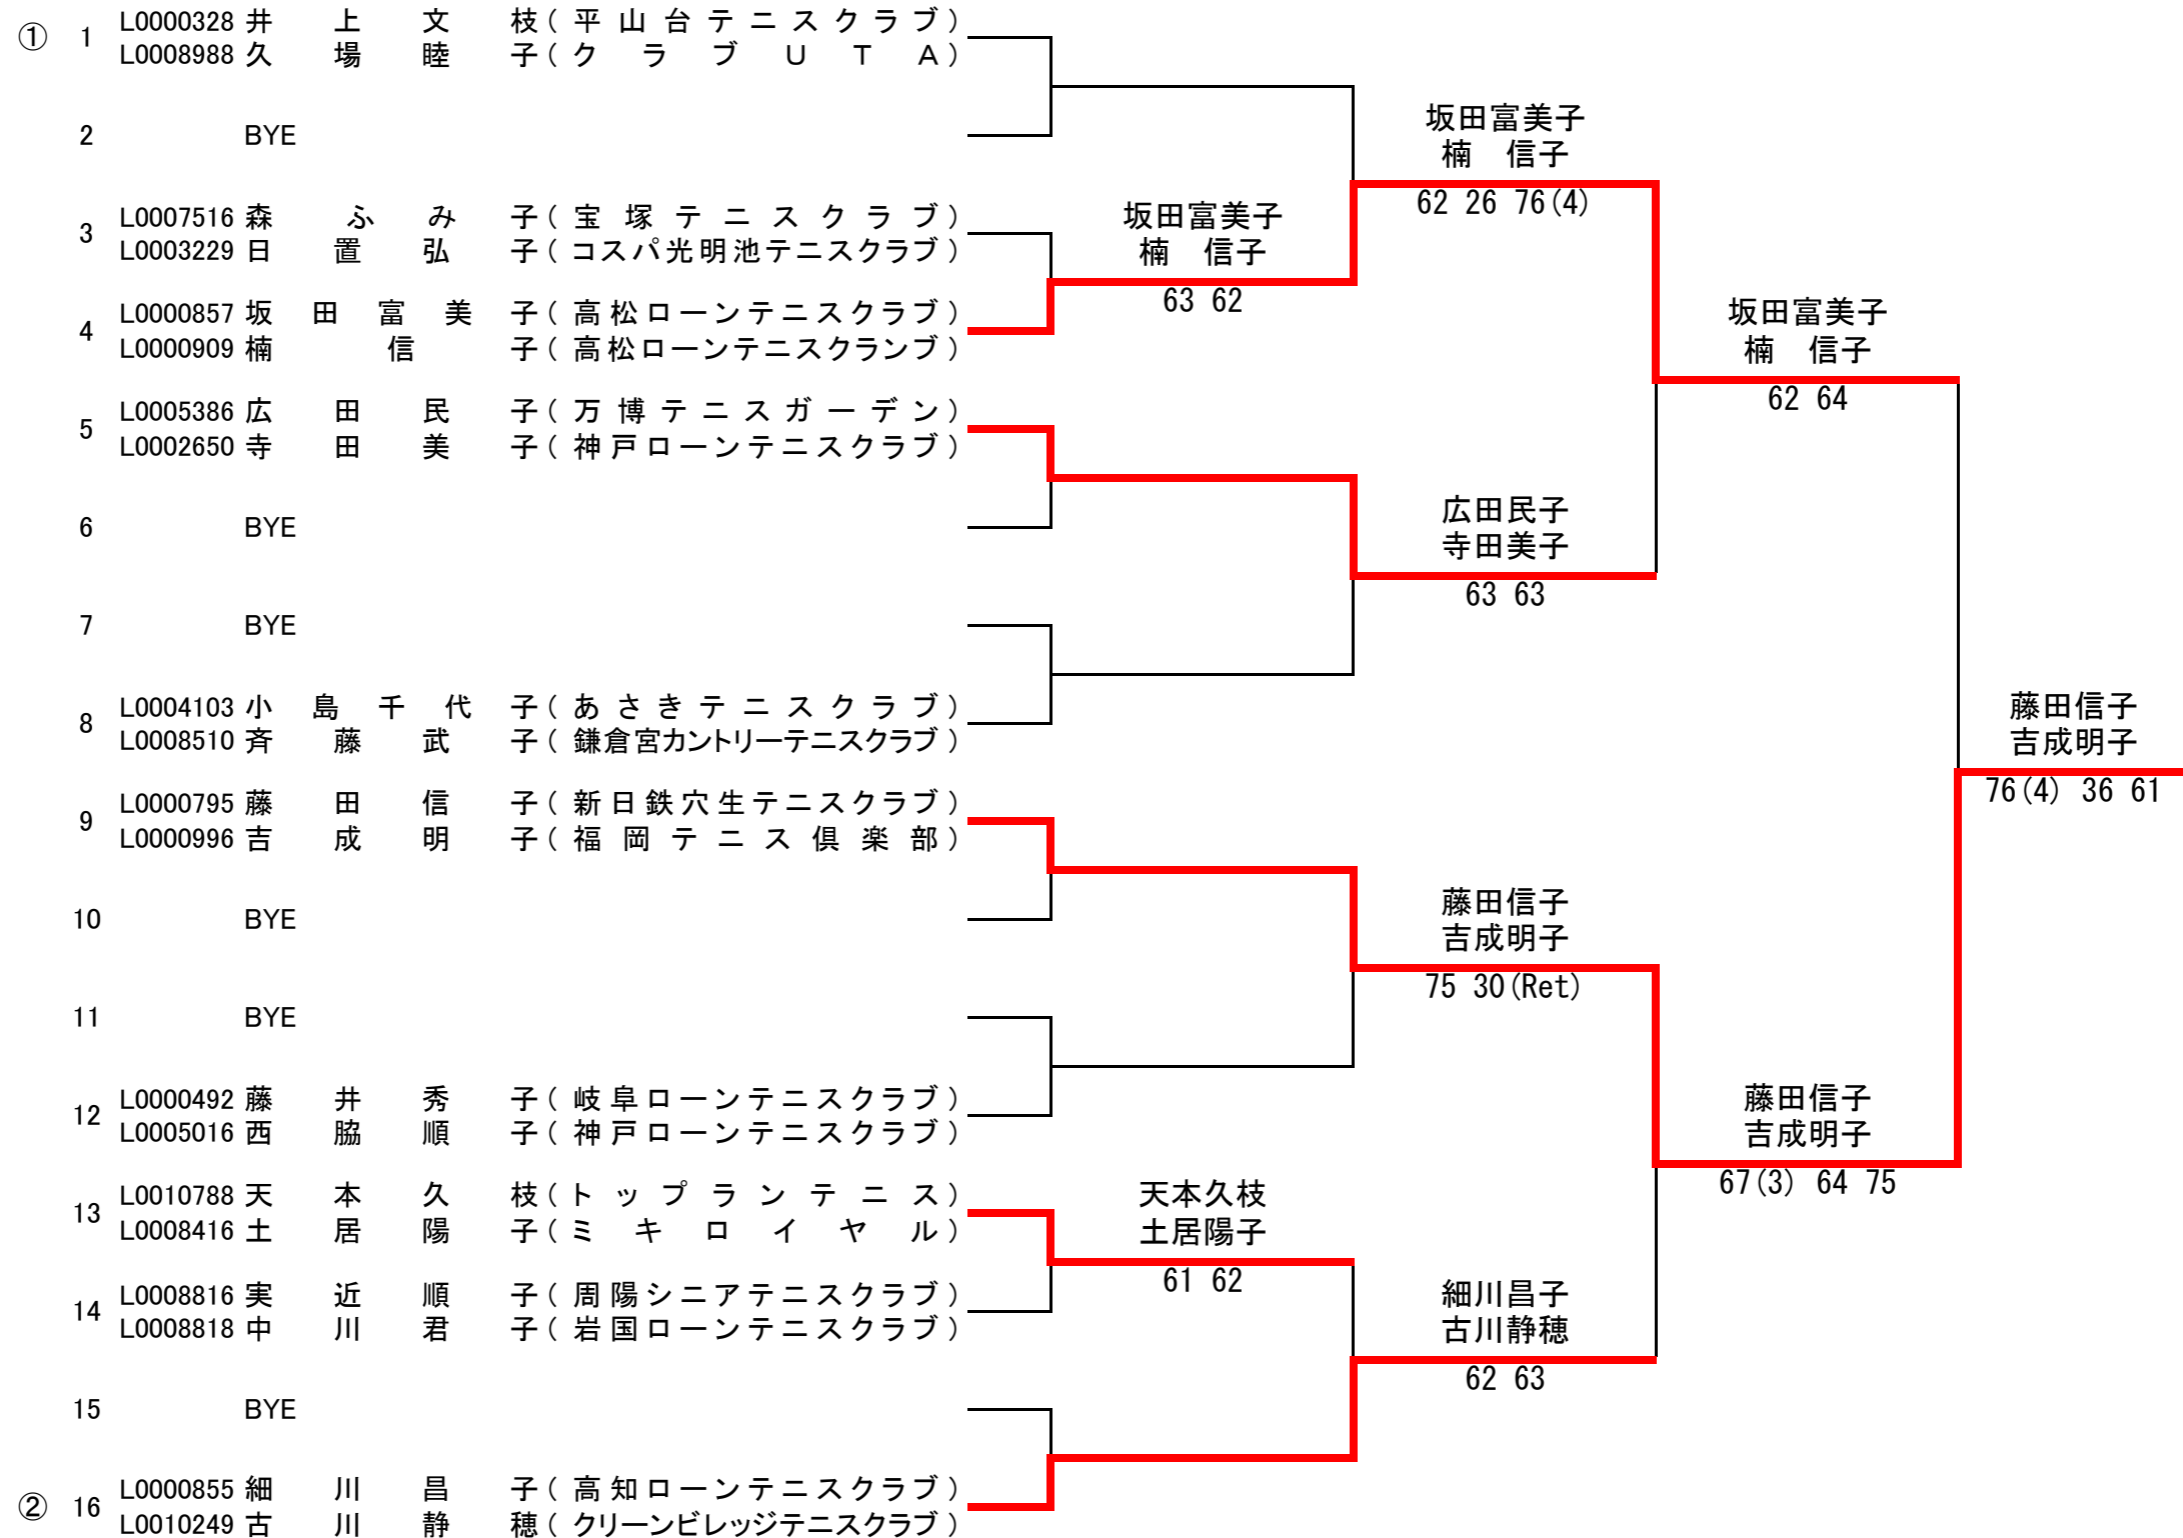 ① 1 L0000328 井上文枝(平山台テニスクラブ)
L0008988 久場睦子(クラブUTA)
2 BYE
坂田富美子
楠 信子
62 26 76(4)
3 L0007516 森ふみ子(宝塚テニスクラブ)
L0003229 日置弘子(コスパ光明池テニスクラブ)
坂田富美子
楠 信子
63 62
4 L0000857 坂田富美子(高松ローンテニスクラブ)
L0000909 楠信子(高松ローンテニスクランブ)
坂田富美子
楠 信子
62 64
5 L0005386 広田民子(万博テニスガーデン)
L0002650 寺田美子(神戸ローンテニスクラブ)
6 BYE
広田民子
寺田美子
63 63
7 BYE
8 L0004103 小島千代子(あさきテニスクラブ)
L0008510 斉藤武子(鎌倉宮カントリーテニスクラブ)
藤田信子
吉成明子
76(4) 36 61
9 L0000795 藤田信子(新日鉄穴生テニスクラブ)
L0000996 吉成明子(福岡テニス倶楽部)
10 BYE
藤田信子
吉成明子
75 30(Ret)
11 BYE
12 L0000492 藤井秀子(岐阜ローンテニスクラブ)
L0005016 西脇順子(神戸ローンテニスクラブ)
藤田信子
吉成明子
67(3) 64 75
13 L0010788 天本久枝(トップランテニス)
L0008416 土居陽子(ミキロイヤル)
天本久枝
土居陽子
61 62
14 L0008816 実近順子(周陽シニアテニスクラブ)
L0008818 中川君子(岩国ローンテニスクラブ)
細川昌子
古川静穂
62 63
15 BYE
② 16 L0000855 細川昌子(高知ローンテニスクラブ)
L0010249 古川静穂(クリーンビレッジテニスクラブ)